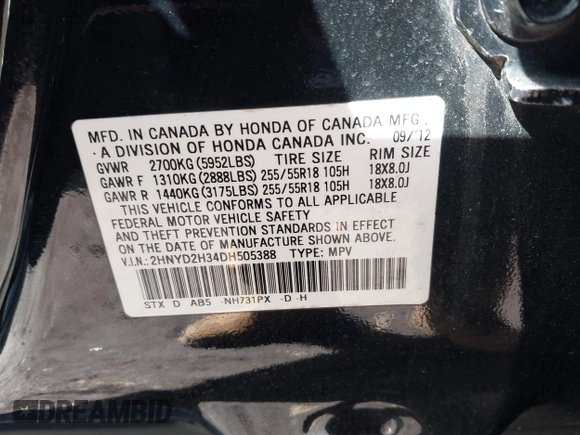 MFD. IN CANADA BY HONDA OF CANADA MFG.,
A DIVISION OF HONDA CANADA INC. 09/'12
GVWR 2700KG (5952LBS) TIRE SIZE RIM SIZE
GAWR F 1310KG (2888LBS) 255/55R18 105H 18X8.0J
GAWR R 1440KG (3175LBS) 255/55R18 105H 18X8.0J
THIS VEHICLE CONFORMS TO ALL APPLICABLE
FEDERAL MOTOR VEHICLE SAFETY
AND THEFT PREVENTION STANDARDS IN EFFECT
ON THE DATE OF MANUFACTURE SHOWN ABOVE.
V.I.N.: 2HNYD2H34DH505388 TYPE: MPV
STX D AB5 -NH731PX -D -H
DREAMBID